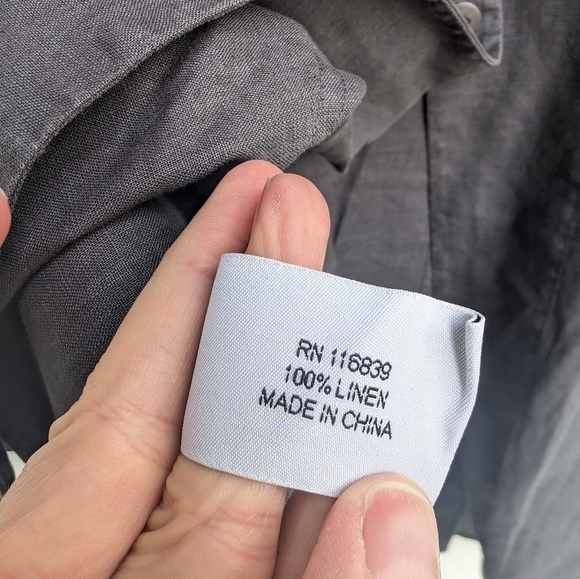 RN 116839
100% LINEN
MADE IN CHINA